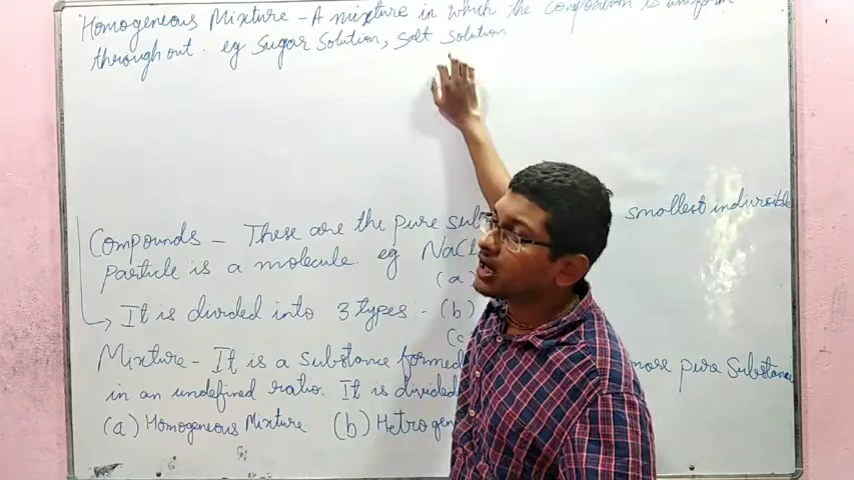 Homogeneous Mixture - A mixture in which the composition is uniform
throughout. eg Sugar Solution, Salt Solution
Compounds - These are the pure sub smallest indivisible
particle is a molecule. eg NaCl
(a)
It is divided into 3 types - (b)
(c
Mixture - It is a substance formed more pure Substance
in an undefined ratio. It is divided
(a) Homogeneous Mixture (b) Hetrogen